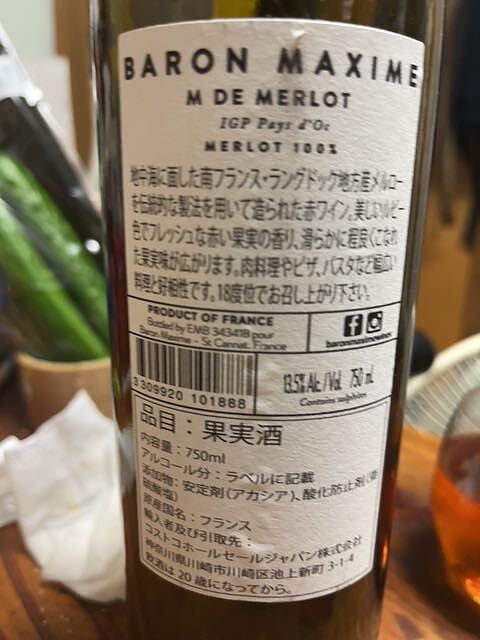 BARON MAXIME
M DE MERLOT
IGP Pays d'Oc
MERLOT 100%
地中海に面した南フランス・ラングドック地方産メルロー
を伝統的な製法を用いて造られた赤ワイン。美しいルビー
色でフレッシュな赤い果実の香り、滑らかに程良くこなれ
た果実味が広がります。肉料理やピザ、パスタなど幅広い
料理と好相性です。18度位でお召し上がり下さい。
PRODUCT OF FRANCE
Bottled by EMB 34341B pour
Baron Maxime - St Cannat. France
baronmaximewines
3309920 101888
13.5% Alc./Vol. 750 ml
Contains sulphites
品目：果実酒
内容量：750ml
アルコール分：ラベルに記載
添加物：安定剤(アカシア)、酸化防止剤(亜
硫酸塩)
原産国名：フランス
輸入者及び引取先：
コストコホールセールジャパン株式会社
神奈川県川崎市川崎区池上新町 3-1-4
飲酒は 20 歳になってから。